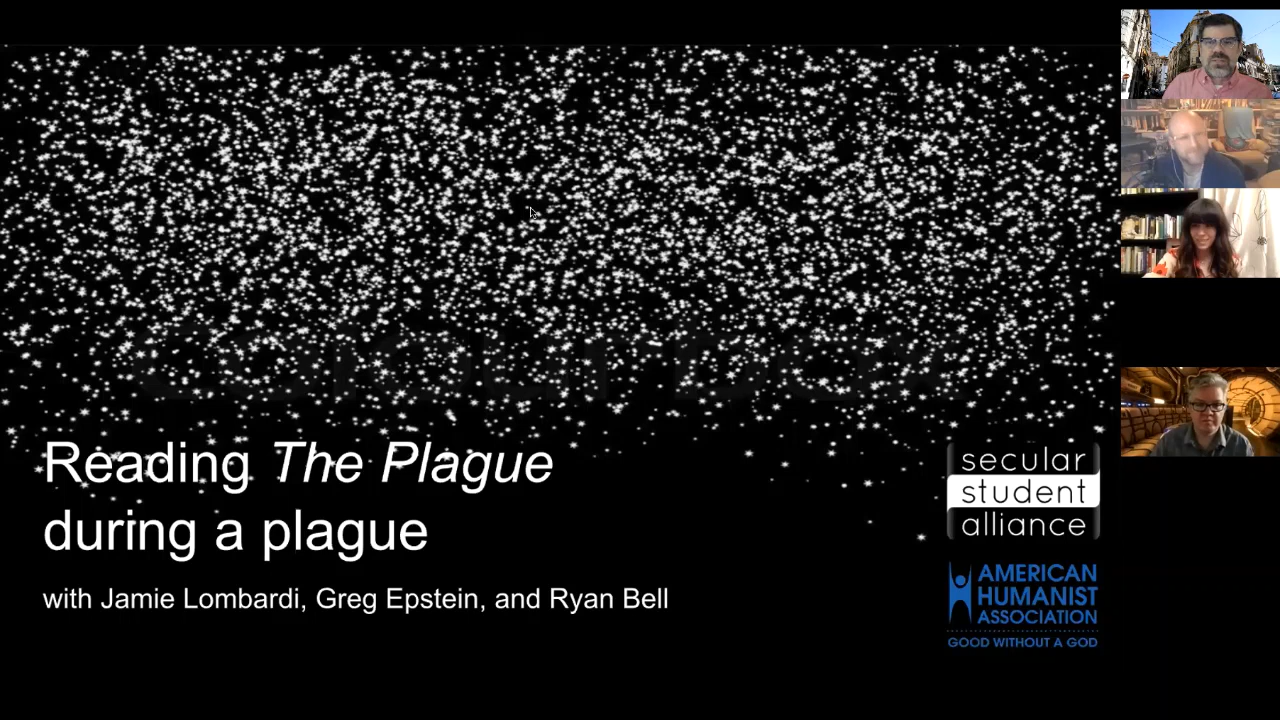 Reading The Plague
during a plague
with Jamie Lombardi, Greg Epstein, and Ryan Bell
secular
student
alliance
AMERICAN
HUMANIST
ASSOCIATION
GOOD WITHOUT A GOD